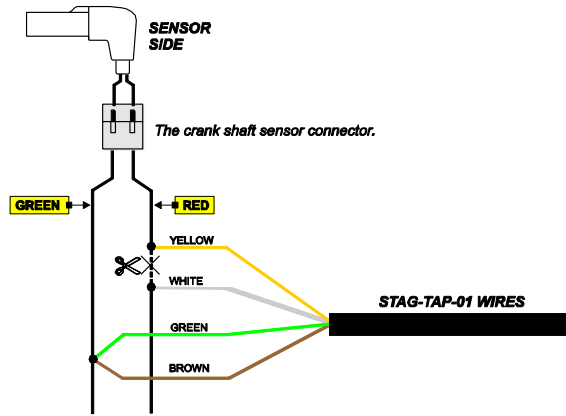 SENSOR
SIDE
The crank shaft sensor connector.
GREEN
RED
YELLOW
WHITE
STAG-TAP-01 WIRES
GREEN
BROWN